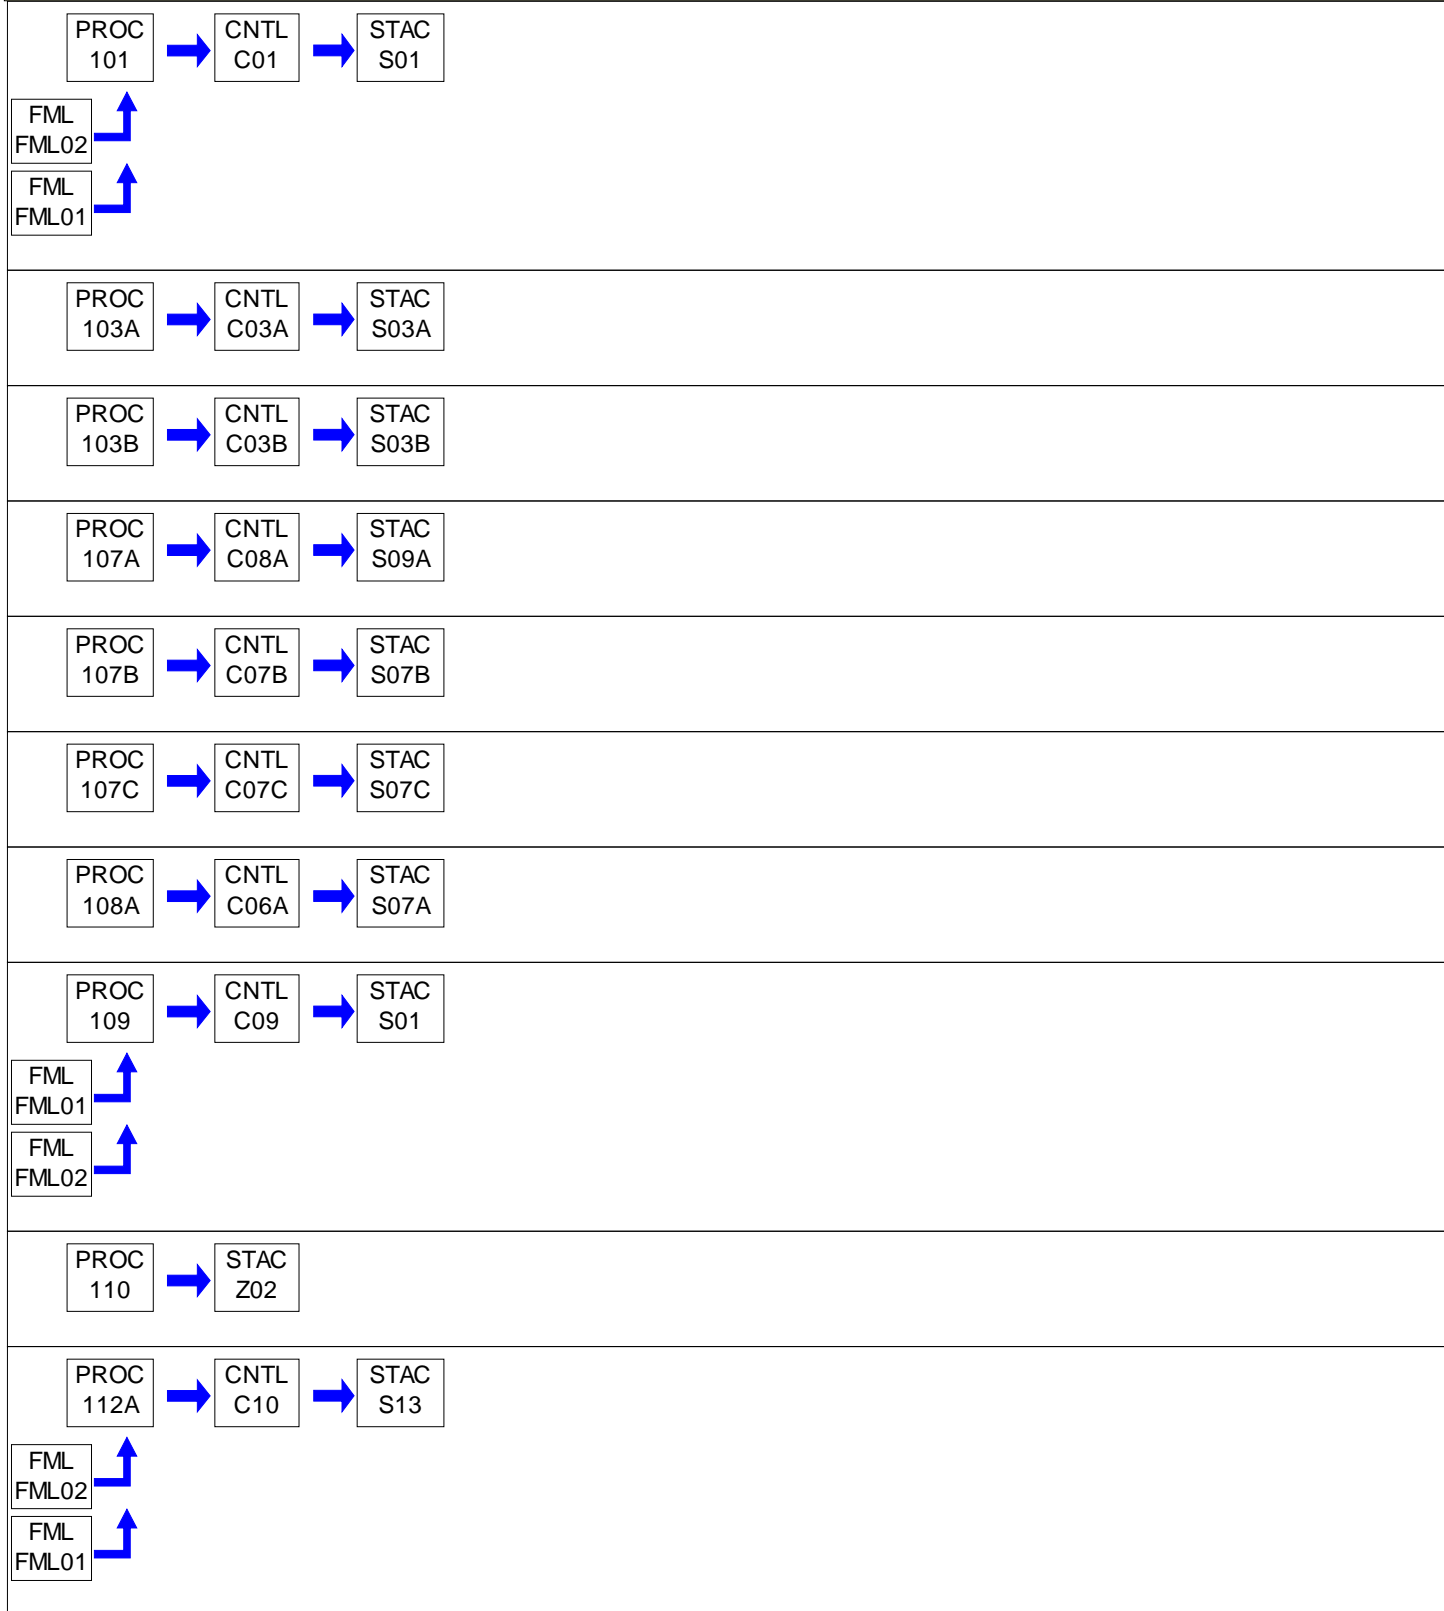 PROC CNTL STAC
101 C01 S01
FML
FML02
FML
FML01
PROC CNTL STAC
103A C03A S03A
PROC CNTL STAC
103B C03B S03B
PROC CNTL STAC
107A C08A S09A
PROC CNTL STAC
107B C07B S07B
PROC CNTL STAC
107C C07C S07C
PROC CNTL STAC
108A C06A S07A
PROC CNTL STAC
109 C09 S01
FML
FML01
FML
FML02
PROC STAC
110 Z02
PROC CNTL STAC
112A C10 S13
FML
FML02
FML
FML01